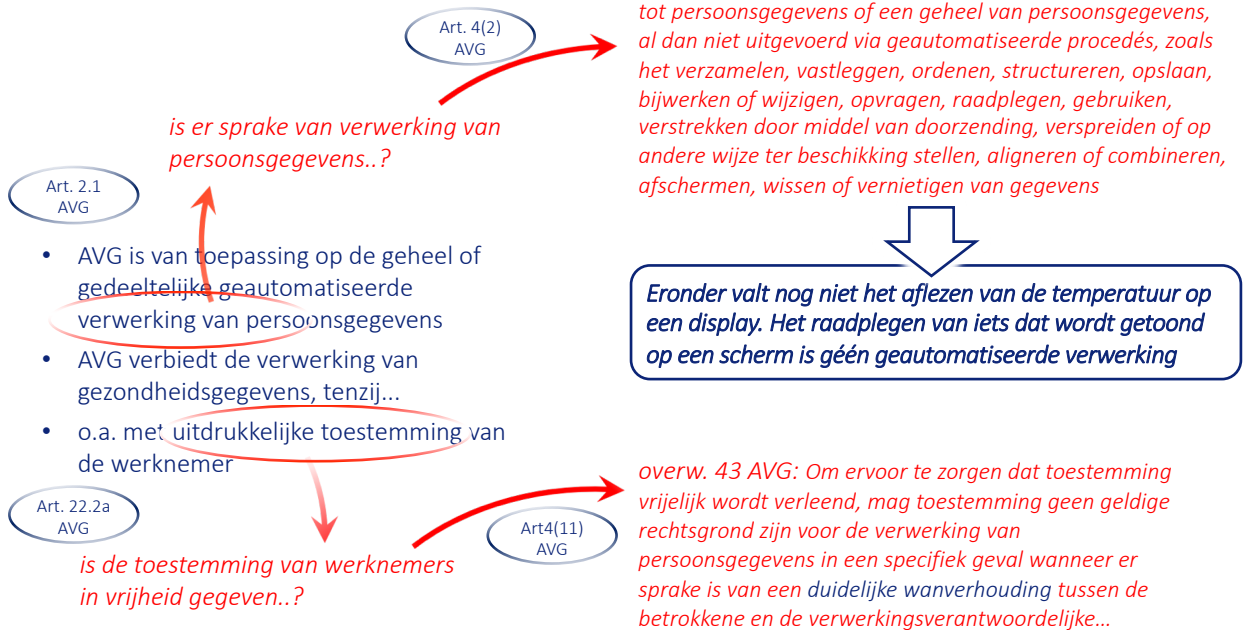 Art. 4(2)
AVG
tot persoonsgegevens of een geheel van persoonsgegevens,
al dan niet uitgevoerd via geautomatiseerde procedés, zoals
het verzamelen, vastleggen, ordenen, structureren, opslaan,
bijwerken of wijzigen, opvragen, raadplegen, gebruiken,
verstrekken door middel van doorzending, verspreiden of op
andere wijze ter beschikking stellen, aligneren of combineren,
afschermen, wissen of vernietigen van gegevens
is er sprake van verwerking van
persoonsgegevens..?
Art. 2.1
AVG
• AVG is van toepassing op de geheel of
gedeeltelijke geautomatiseerde
verwerking van persoonsgegevens
• AVG verbiedt de verwerking van
gezondheidsgegevens, tenzij...
• o.a. met uitdrukkelijke toestemming van
de werknemer
Eronder valt nog niet het aflezen van de temperatuur op
een display. Het raadplegen van iets dat wordt getoond
op een scherm is géén geautomatiseerde verwerking
Art. 22.2a
AVG
is de toestemming van werknemers
in vrijheid gegeven..?
Art4(11)
AVG
overw. 43 AVG: Om ervoor te zorgen dat toestemming
vrijelijk wordt verleend, mag toestemming geen geldige
rechtsgrond zijn voor de verwerking van
persoonsgegevens in een specifiek geval wanneer er
sprake is van een duidelijke wanverhouding tussen de
betrokkene en de verwerkingsverantwoordelijke...